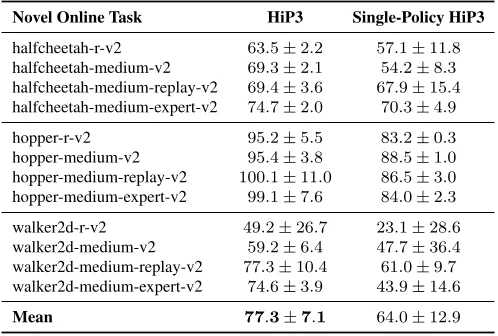 Novel Online Task HiP3 Single-Policy HiP3
halfcheetah-r-v2 63.5 ± 2.2 57.1 ± 11.8
halfcheetah-medium-v2 69.3 ± 2.1 54.2 ± 8.3
halfcheetah-medium-replay-v2 69.4 ± 3.6 67.9 ± 15.4
halfcheetah-medium-expert-v2 74.7 ± 2.0 70.3 ± 4.9
hopper-r-v2 95.2 ± 5.5 83.2 ± 0.3
hopper-medium-v2 95.4 ± 3.8 88.5 ± 1.0
hopper-medium-replay-v2 100.1 ± 11.0 86.5 ± 3.0
hopper-medium-expert-v2 99.1 ± 7.6 84.0 ± 2.3
walker2d-r-v2 49.2 ± 26.7 23.1 ± 28.6
walker2d-medium-v2 59.2 ± 6.4 47.7 ± 36.4
walker2d-medium-replay-v2 77.3 ± 10.4 61.0 ± 9.7
walker2d-medium-expert-v2 74.6 ± 3.9 43.9 ± 14.6
Mean 77.3 ± 7.1 64.0 ± 12.9